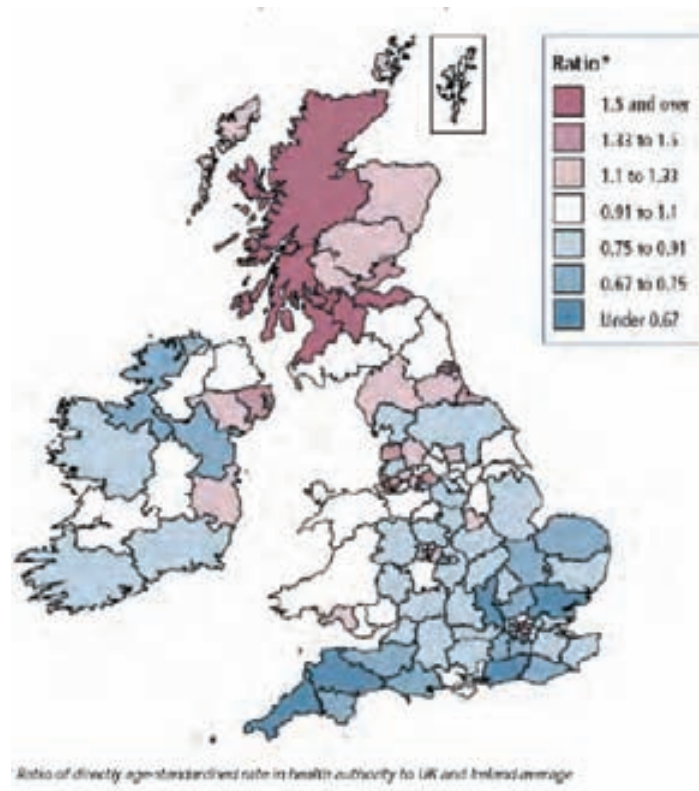 Ratio*
1.5 and over
1.33 to 1.5
1.1 to 1.33
0.91 to 1.1
0.75 to 0.91
0.67 to 0.75
Under 0.67
* Ratio of directly age-standardised rate in health authority to UK and Ireland average